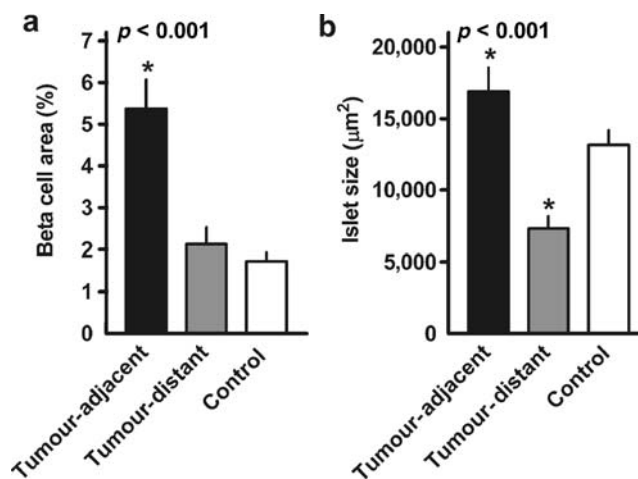 a
p < 0.001
7
6
5
4
3
2
1
0
Beta cell area (%)
*
Tumour-adjacent
Tumour-distant
Control
b
p < 0.001
20,000
15,000
10,000
5,000
0
Islet size (µm²)
*
*
Tumour-adjacent
Tumour-distant
Control